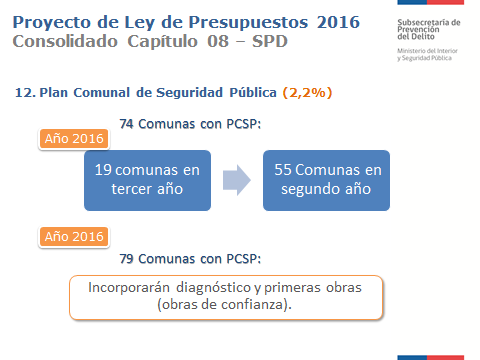 Proyecto de Ley de Presupuestos 2016
Consolidado Capítulo 08 – SPD
Subsecretaría de
Prevención
del Delito
Ministerio del Interior
y Seguridad Pública
12. Plan Comunal de Seguridad Pública (2,2%)
74 Comunas con PCSP:
Año 2016
19 comunas en
tercer año
55 Comunas en
segundo año
Año 2016
79 Comunas con PCSP:
Incorporarán diagnóstico y primeras obras
(obras de confianza).